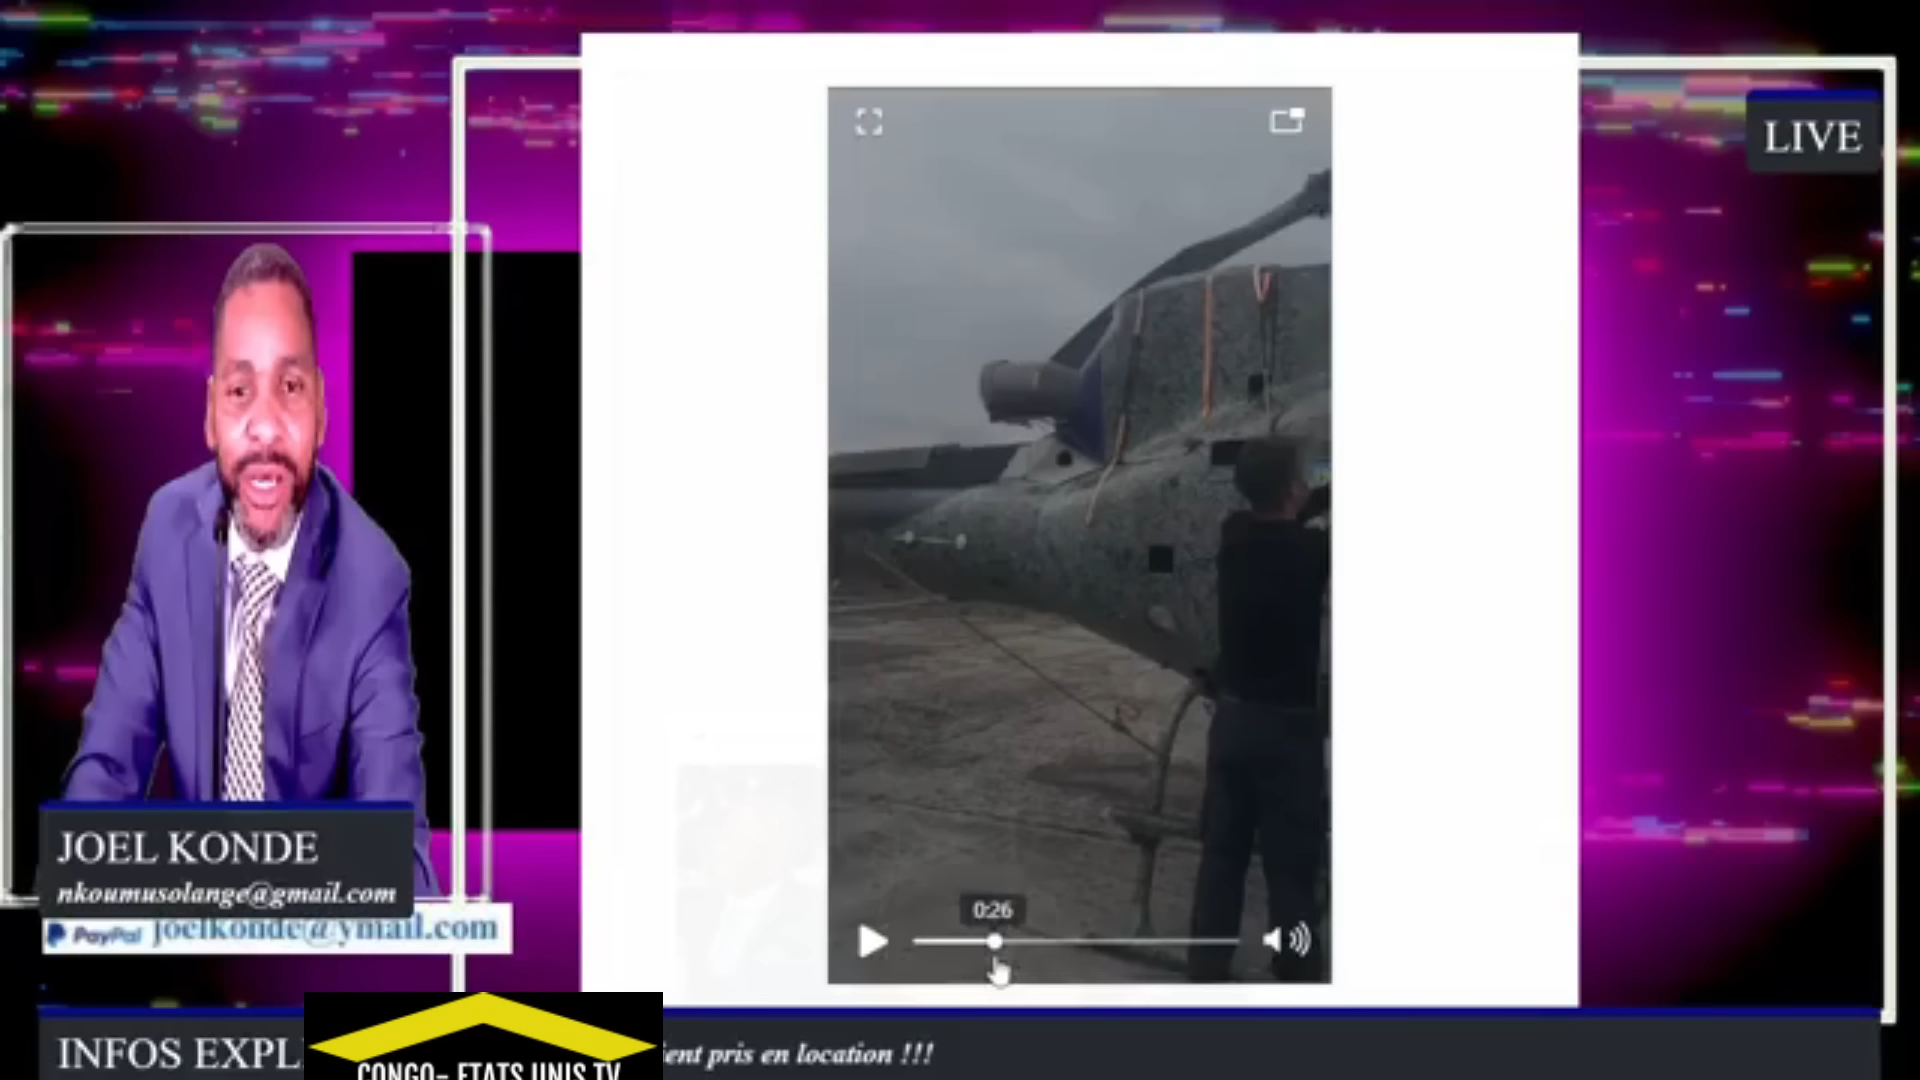 LIVE
JOEL KONDE
nkoumusolange@gmail.com
PayPal joelkonde@ymail.com
0:26
INFOS EXPL
CONGO- ETATS UNIS TV
ient pris en location !!!